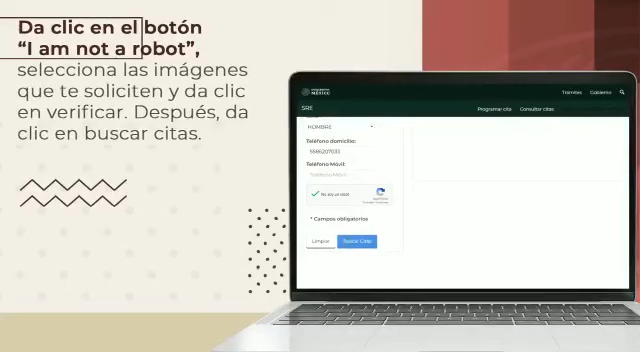 Da clic en el botón
“I am not a robot”,
selecciona las imágenes
que te soliciten y da clic
en verificar. Después, da
clic en buscar citas.
MÉXICO
Trámites Gobierno
SRE
Programar cita Consultar citas
HOMBRE
Teléfono domicilio:
Teléfono Móvil:
Teléfono Móvil
No soy un robot
* Campos obligatorios
Limpiar Buscar Citas